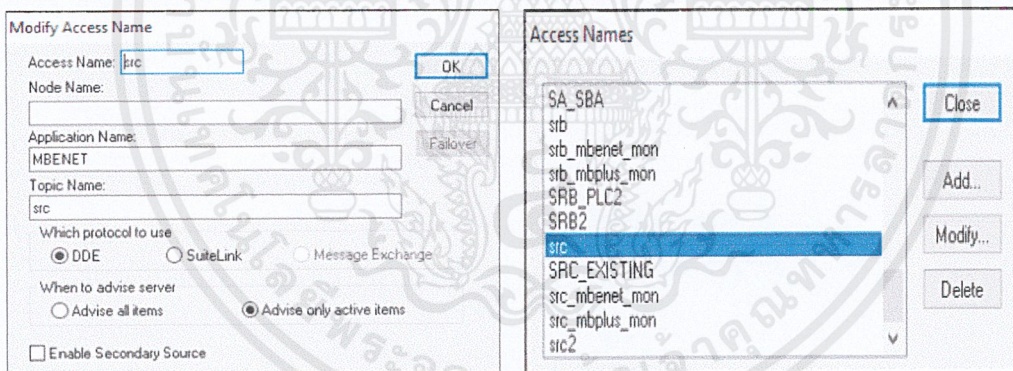 Modify Access Name
Access Name: src
OK
Node Name:
Cancel
Application Name:
Failover
MBENET
Topic Name:
src
Which protocol to use
DDE SuiteLink Message Exchange
When to advise server
Advise all items Advise only active items
Enable Secondary Source
Access Names
SA_SBA
srb
srb_mbenet_mon
srb_mbplus_mon
SRB_PLC2
SRB2
src
SRC_EXISTING
src_mbenet_mon
src_mbplus_mon
src2
Close
Add...
Modify...
Delete